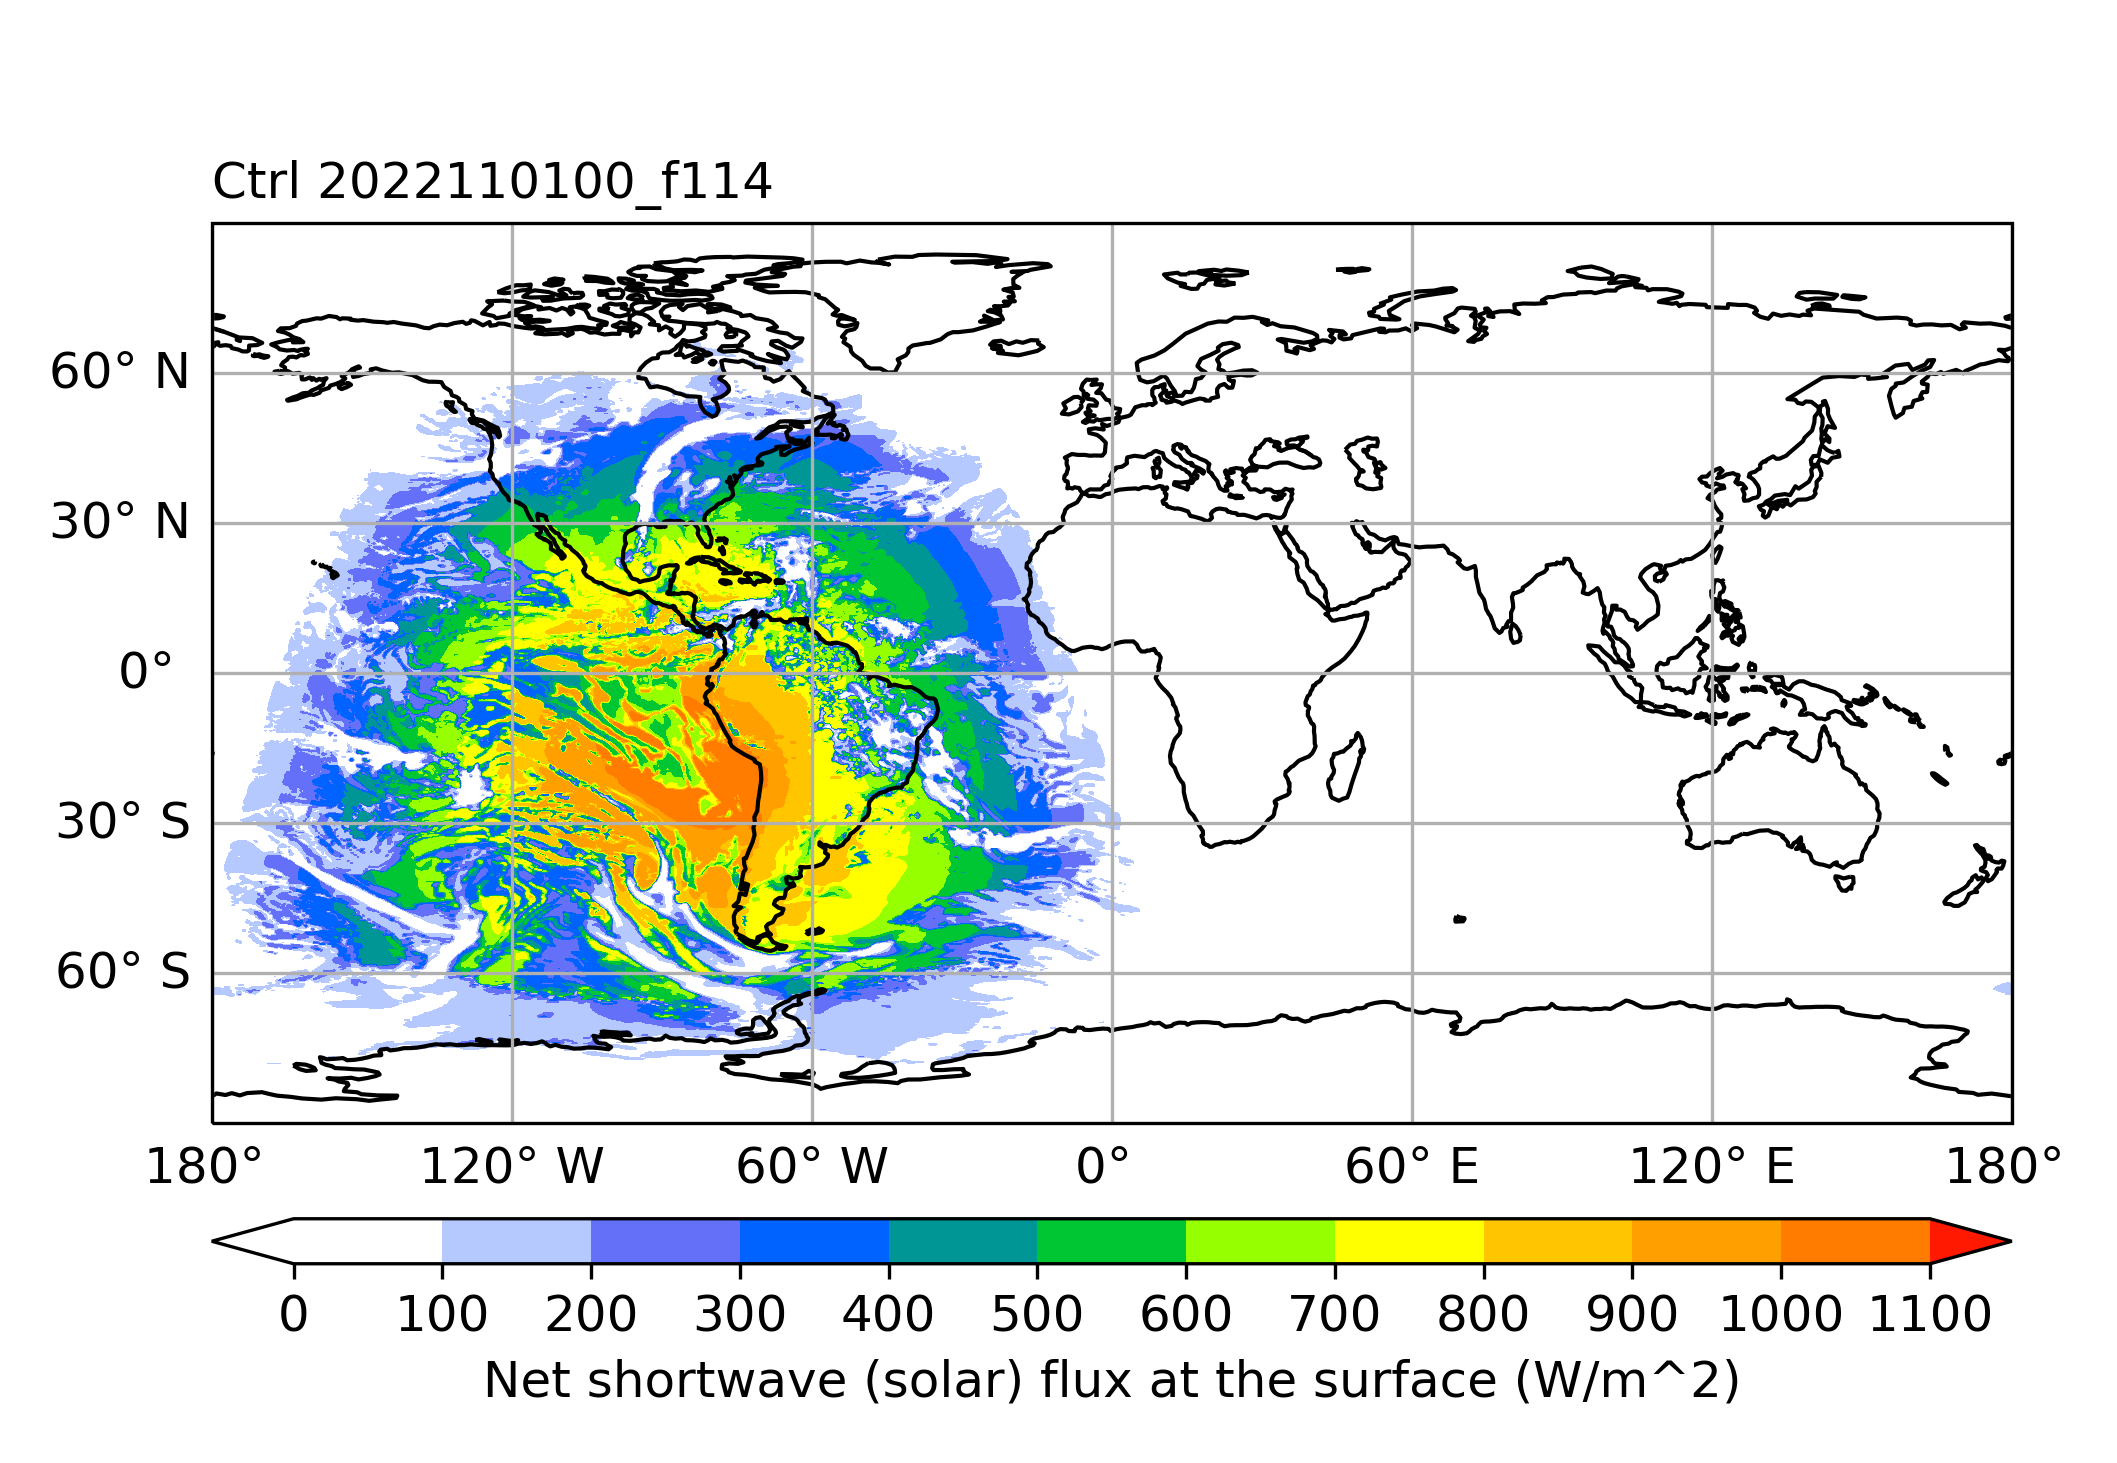 Ctrl 2022110100_f114
60° N
30° N
0°
30° S
60° S
180° 120° W 60° W 0° 60° E 120° E 180°
0 100 200 300 400 500 600 700 800 900 1000 1100
Net shortwave (solar) flux at the surface (W/m^2)